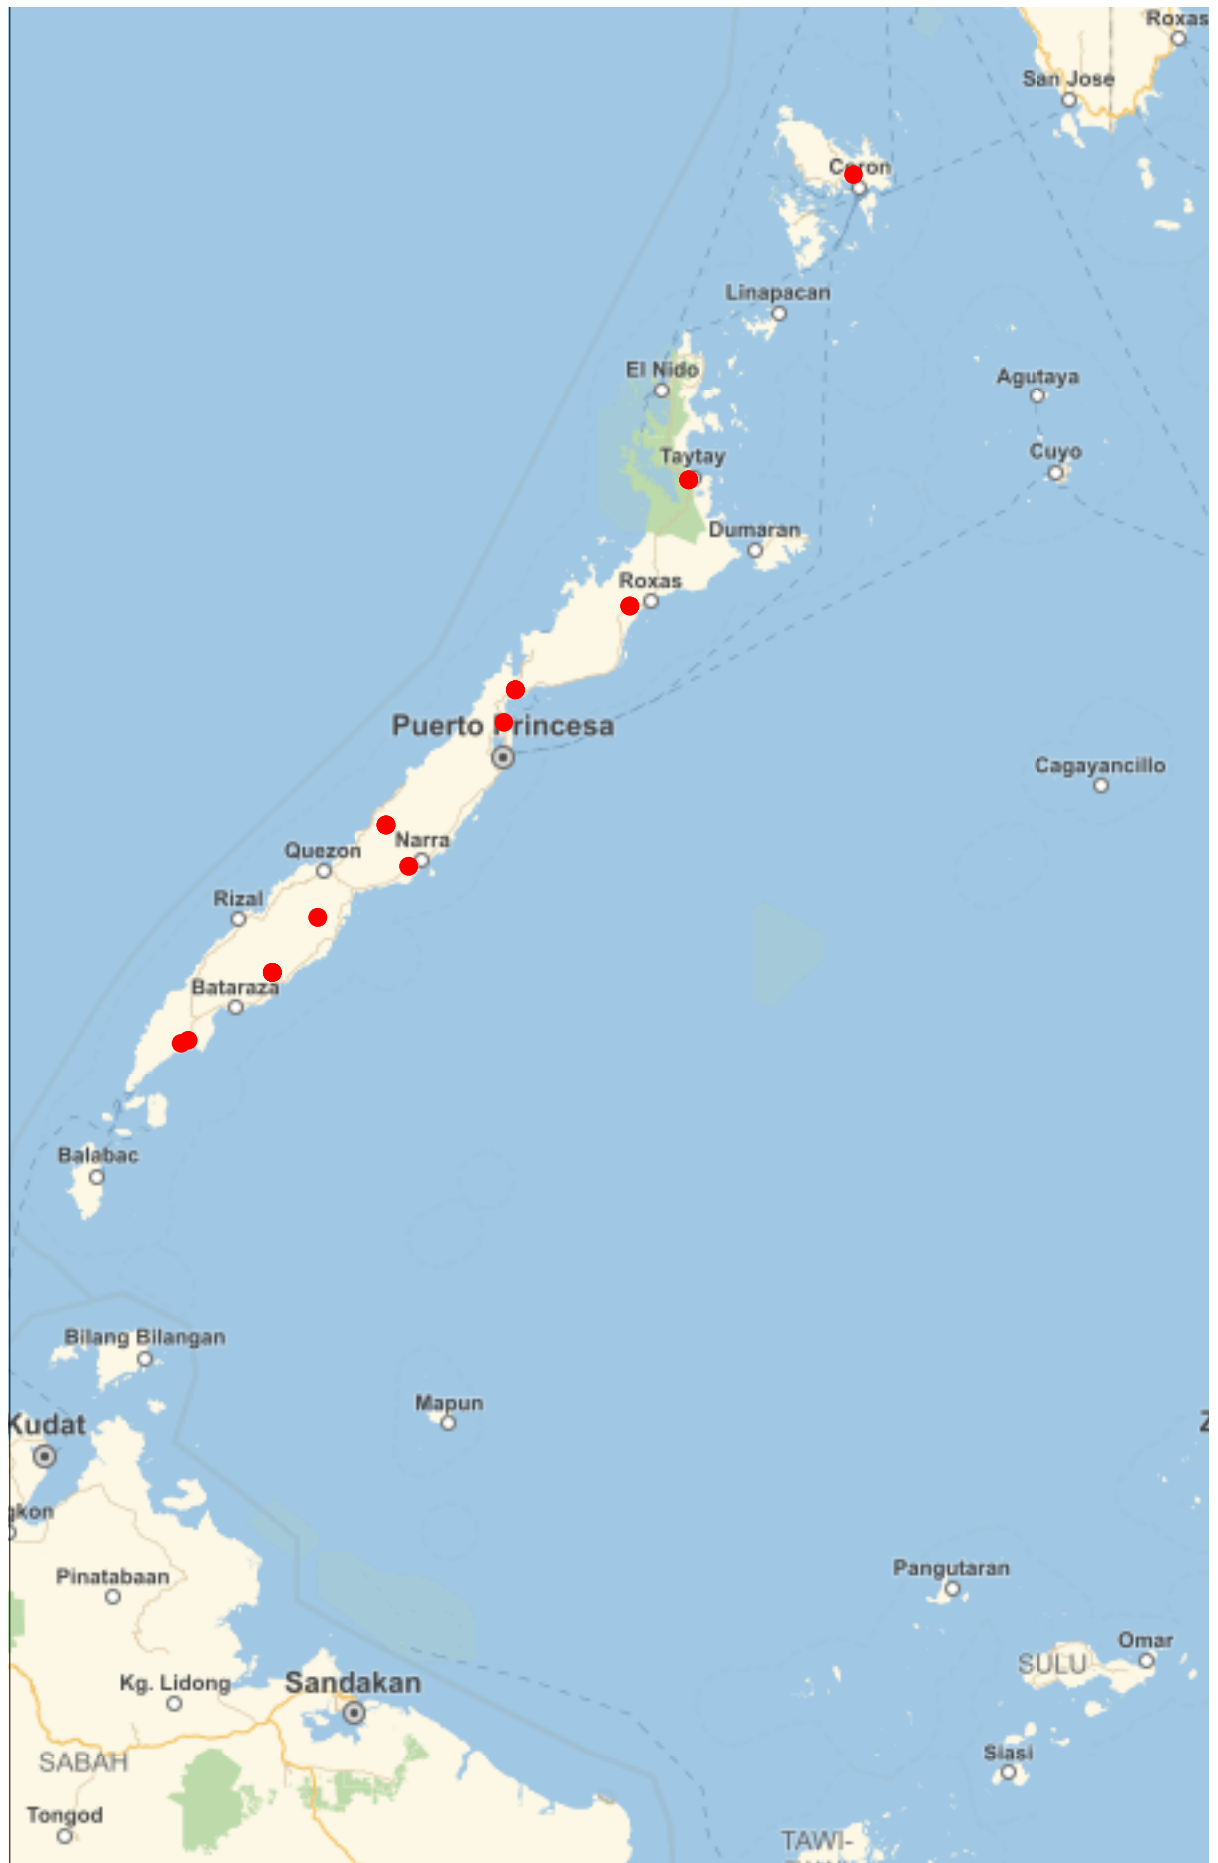 Roxas
San Jose
Coron
Linapacan
El Nido
Agutaya
Taytay
Cuyo
Dumaran
Roxas
Puerto Princesa
Cagayancillo
Narra
Quezon
Rizal
Bataraza
Balabac
Bilang Bilangan
Mapun
Kudat
Z
gkon
Pangutaran
Pinatabaan
Omar
SULU
Kg. Lidong
Sandakan
Siasi
SABAH
Tongod
TAWI-